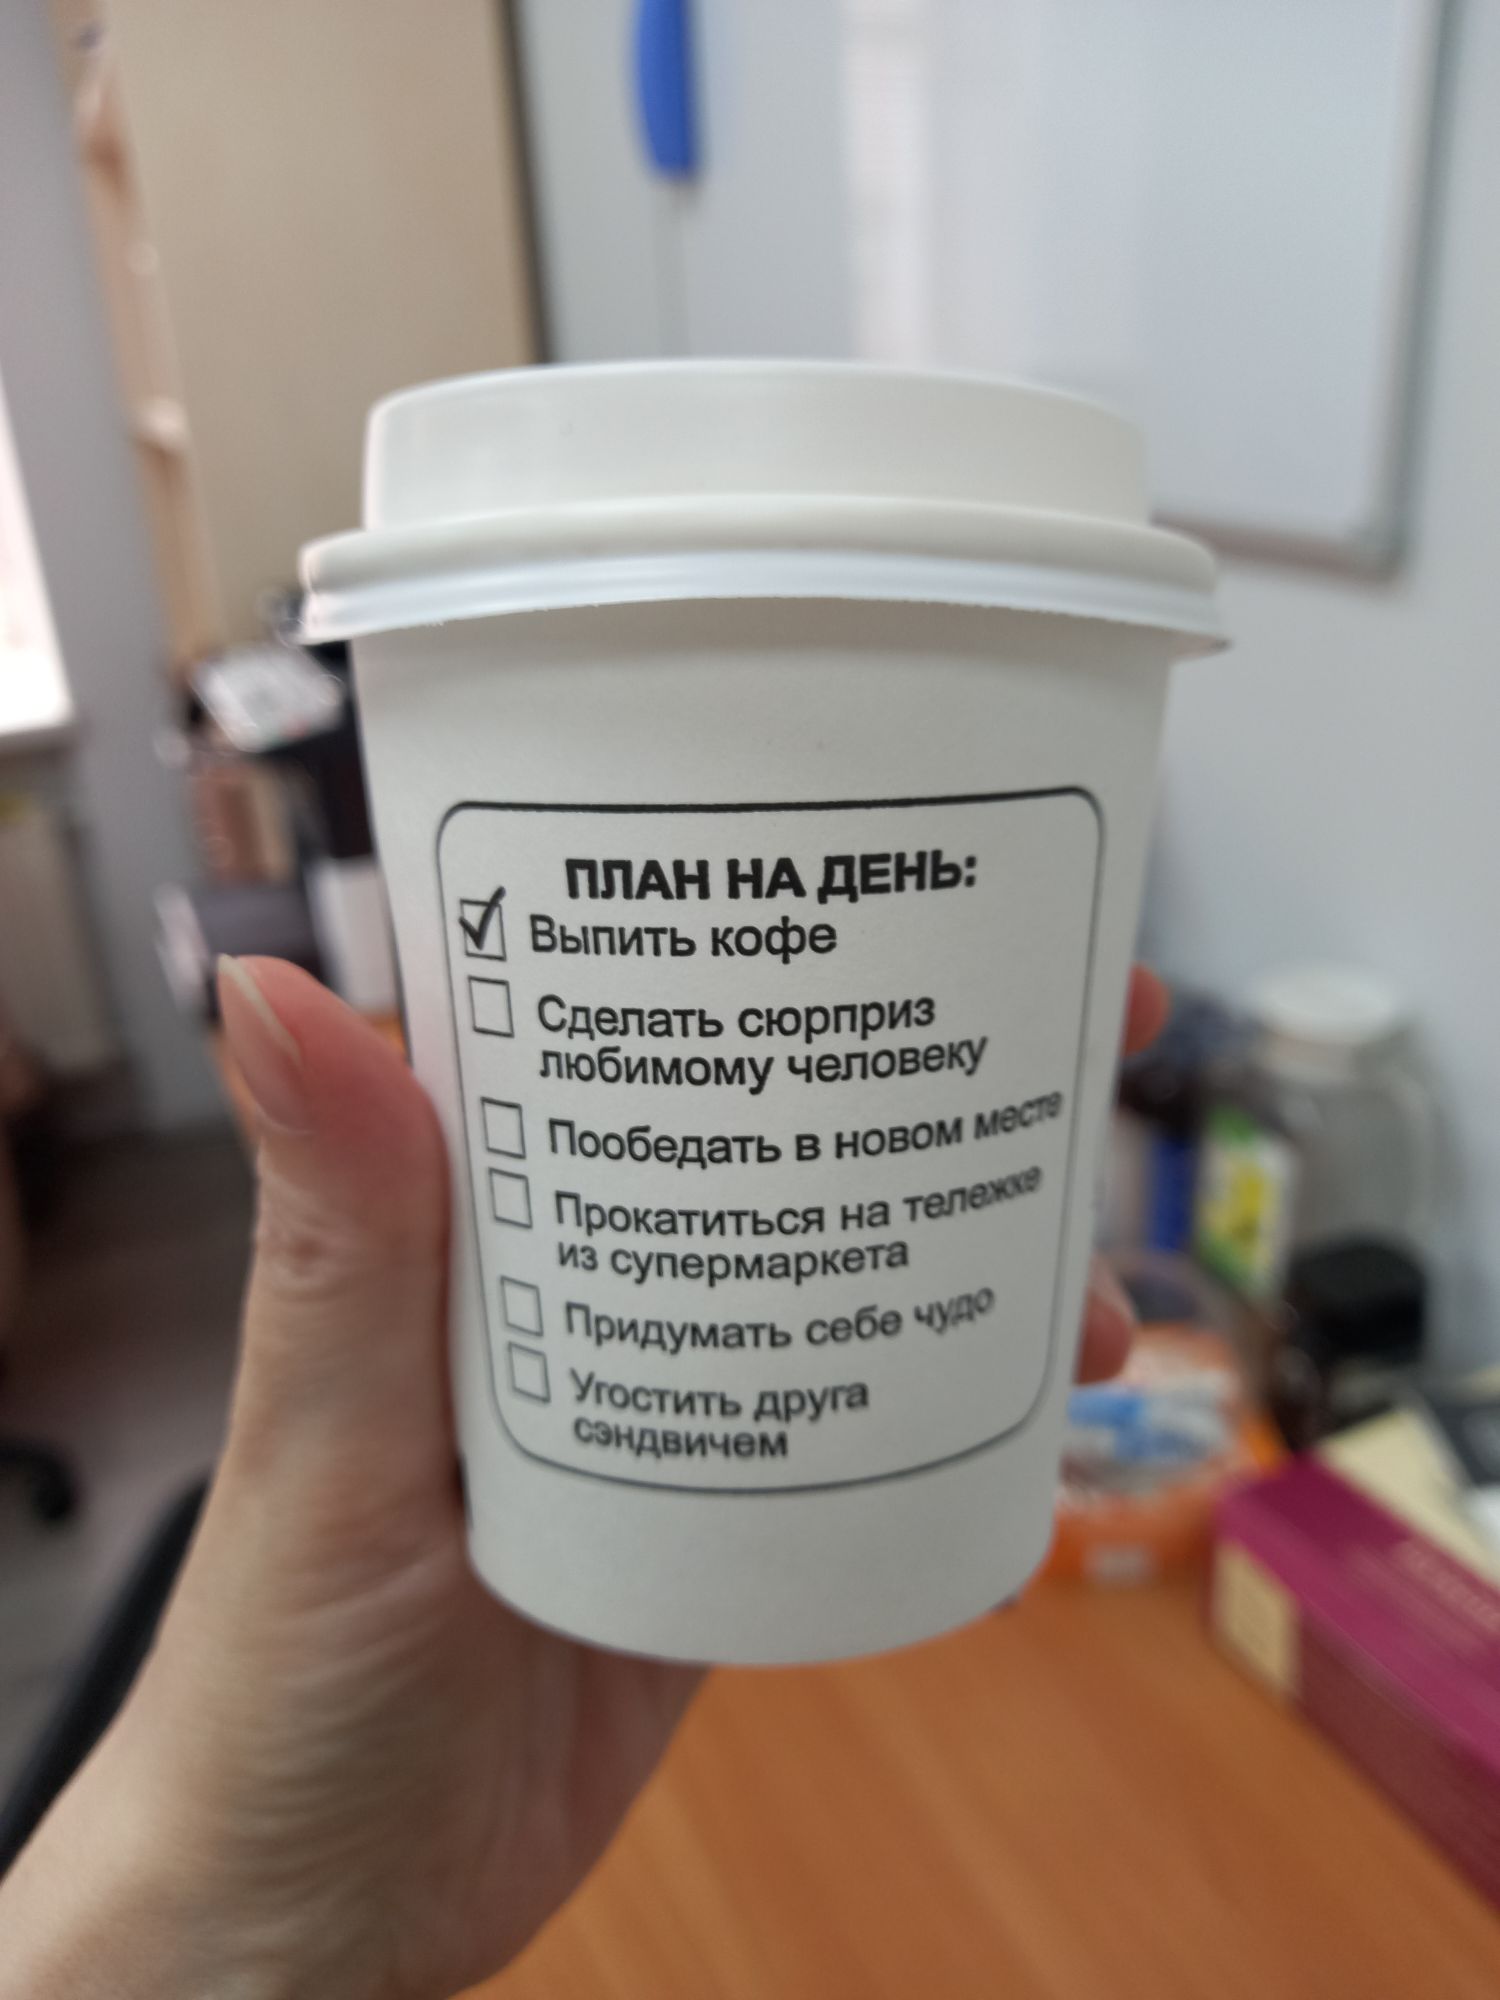 ПЛАН НА ДЕНЬ:
Выпить кофе
Сделать сюрприз
любимому человеку
Пообедать в новом месте
Прокатиться на тележке
из супермаркета
Придумать себе чудо
Угостить друга
сэндвичем